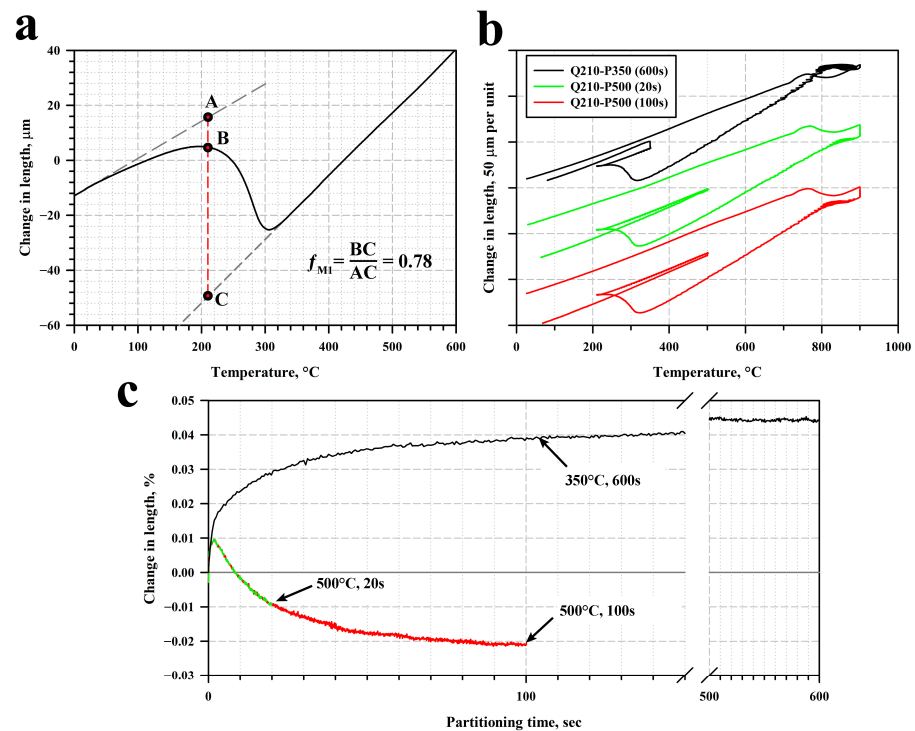 a
40
20
0
−20
−40
−60
Change in length, μm
A
B
C
fM1= BC/AC = 0.78
0 100 200 300 400 500 600
Temperature, °C
b
Change in length, 50 μm per unit
Q210-P350 (600s)
Q210-P500 (20s)
Q210-P500 (100s)
0 200 400 600 800 1000
Temperature, °C
c
0.05
0.04
0.03
0.02
0.01
0.00
−0.01
−0.02
−0.03
Change in length, %
350°C, 600s
500°C, 20s
500°C, 100s
0 100 500 600
Partitioning time, sec